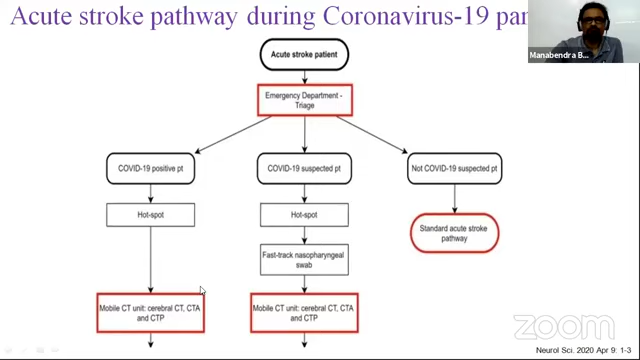 Acute stroke pathway during Coronavirus-19 pan
Manabendra B...
Acute stroke patient
Emergency Department -
Triage
COVID-19 positive pt
COVID-19 suspected pt
Not COVID-19 suspected pt
Hot-spot
Hot-spot
Standard acute stroke
pathway
Fast-track nasopharyngeal
swab
Mobile CT unit: cerebral CT, CTA
and CTP
Mobile CT unit: cerebral CT, CTA
and CTP
zoom
Neurol Sci. 2020 Apr 9: 1-3